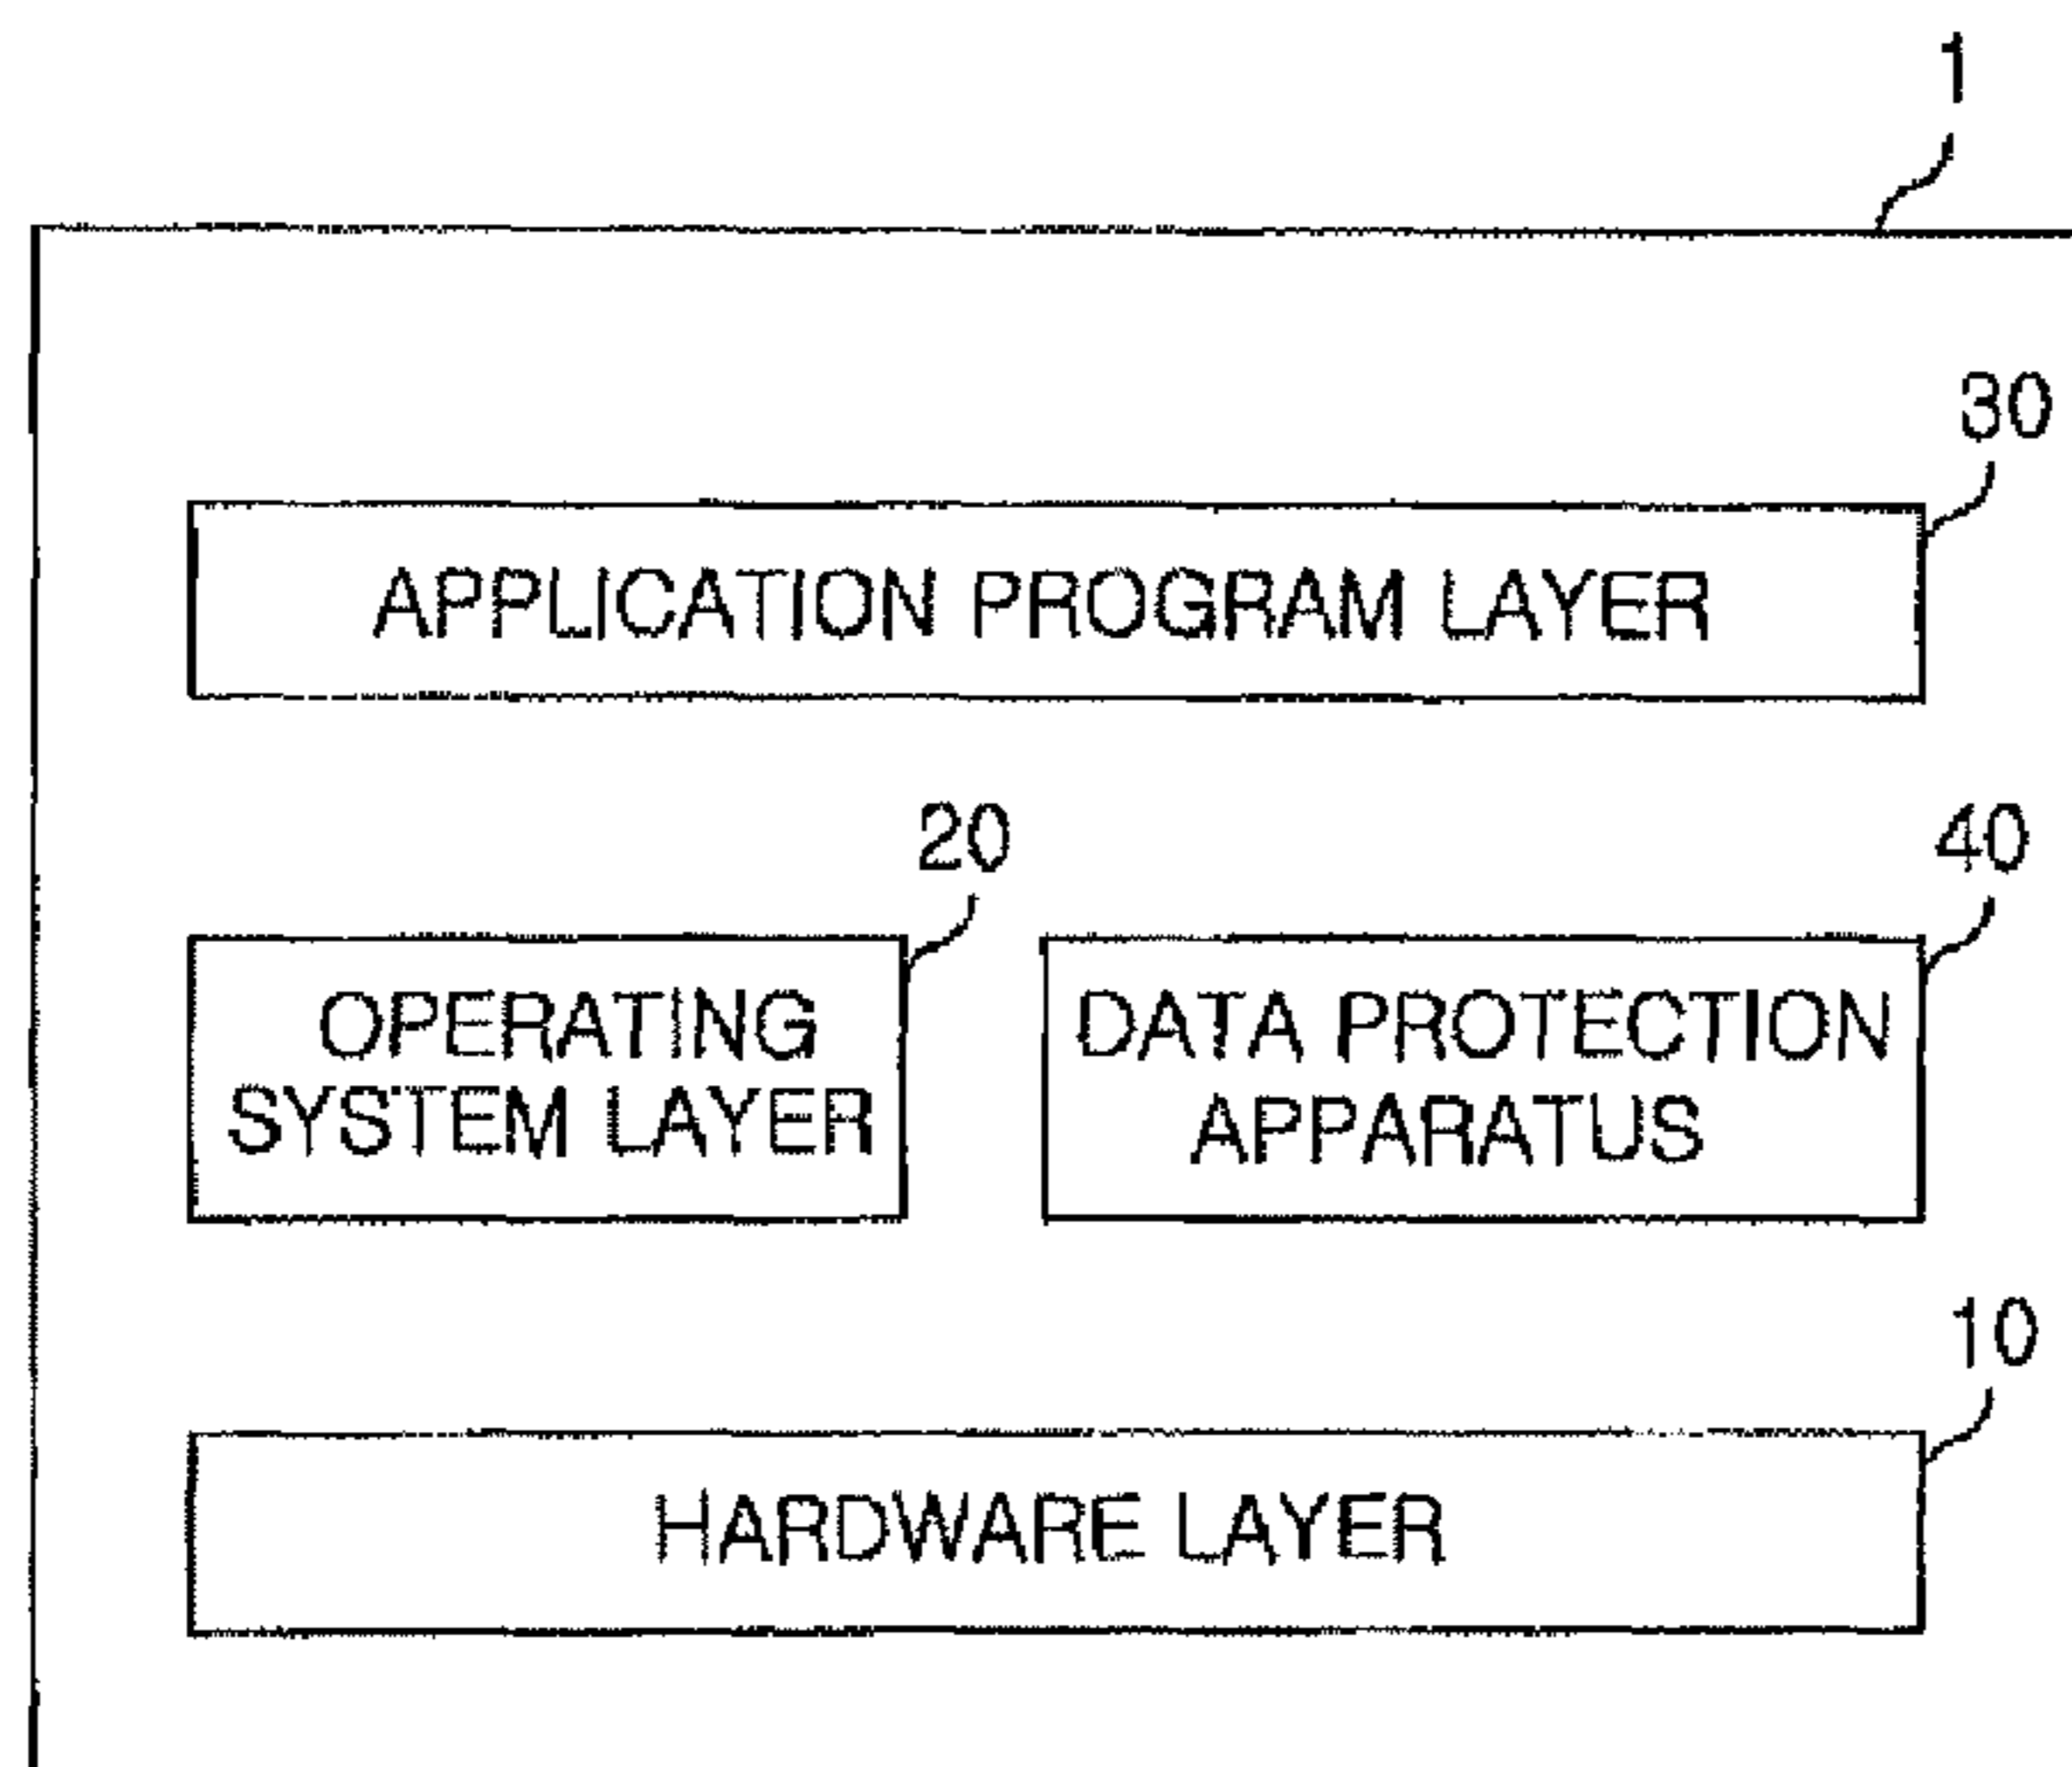 1
30
APPLICATION PROGRAM LAYER
20
40
OPERATING
SYSTEM LAYER
DATA PROTECTION
APPARATUS
10
HARDWARE LAYER